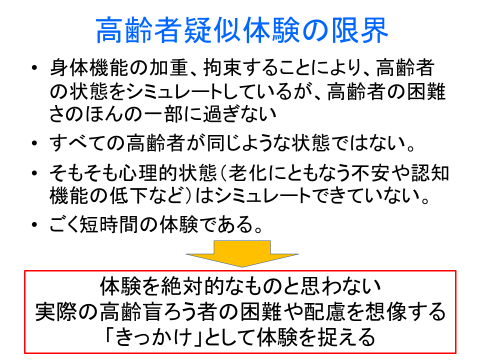 高齢者疑似体験の限界
• 身体機能の加重、拘束することにより、高齢者
の状態をシミュレートしているが、高齢者の困難
さのほんの一部に過ぎない
• すべての高齢者が同じような状態ではない。
• そもそも心理的状態（老化にともなう不安や認知
機能の低下など）はシミュレートできていない。
• ごく短時間の体験である。
体験を絶対的なものと思わない
実際の高齢盲ろう者の困難や配慮を想像する
「きっかけ」として体験を捉える